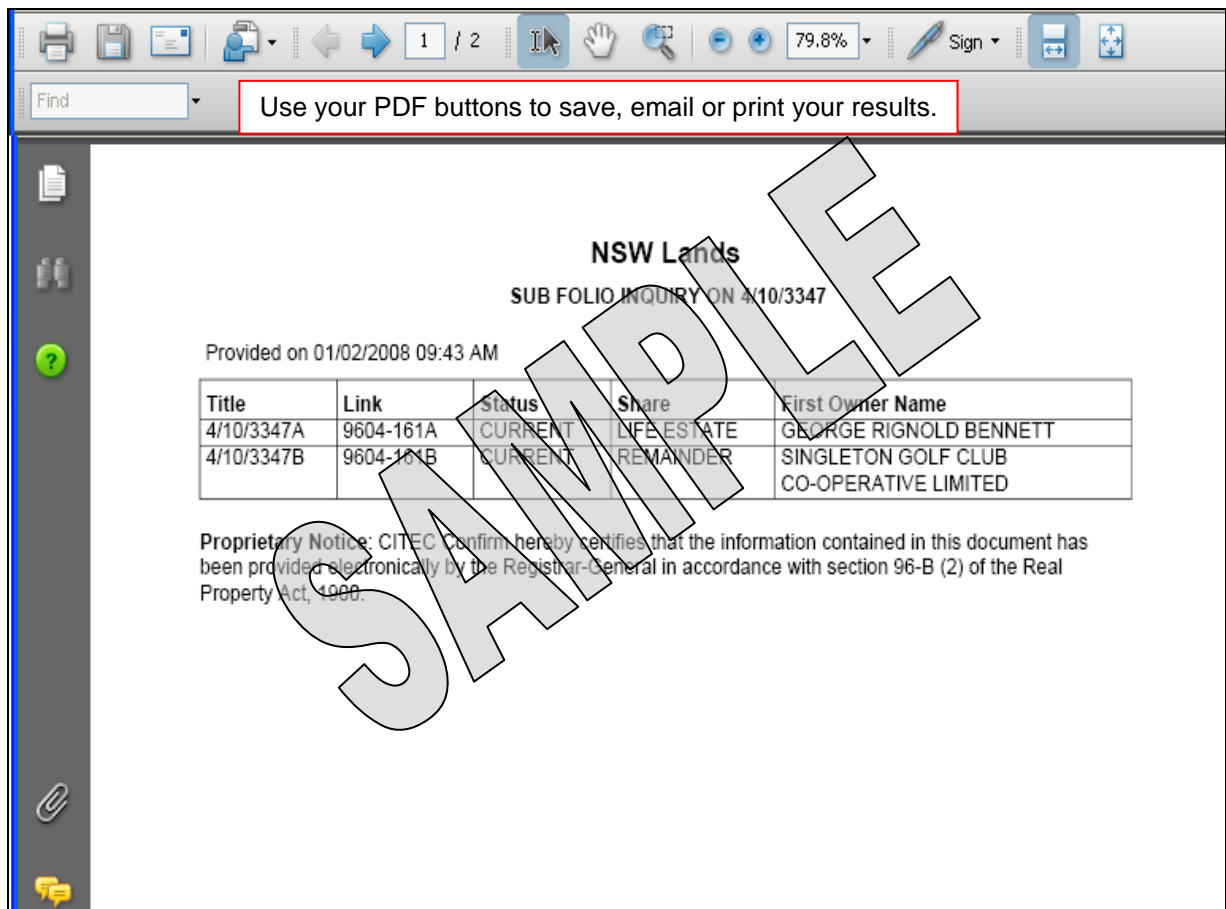 1 / 2 79.8% Sign
Find
Use your PDF buttons to save, email or print your results.
NSW Lands
SUB FOLIO INQUIRY ON 4/10/3347
Provided on 01/02/2008 09:43 AM
Title Link Status Share First Owner Name
4/10/3347A 9604-161A CURRENT LIFE ESTATE GEORGE RIGNOLD BENNETT
4/10/3347B 9604-161B CURRENT REMAINDER SINGLETON GOLF CLUB
CO-OPERATIVE LIMITED
Proprietary Notice: CITEC Confirm hereby certifies that the information contained in this document has
been provided electronically by the Registrar-General in accordance with section 96-B (2) of the Real
Property Act, 1900.
SAMPLE